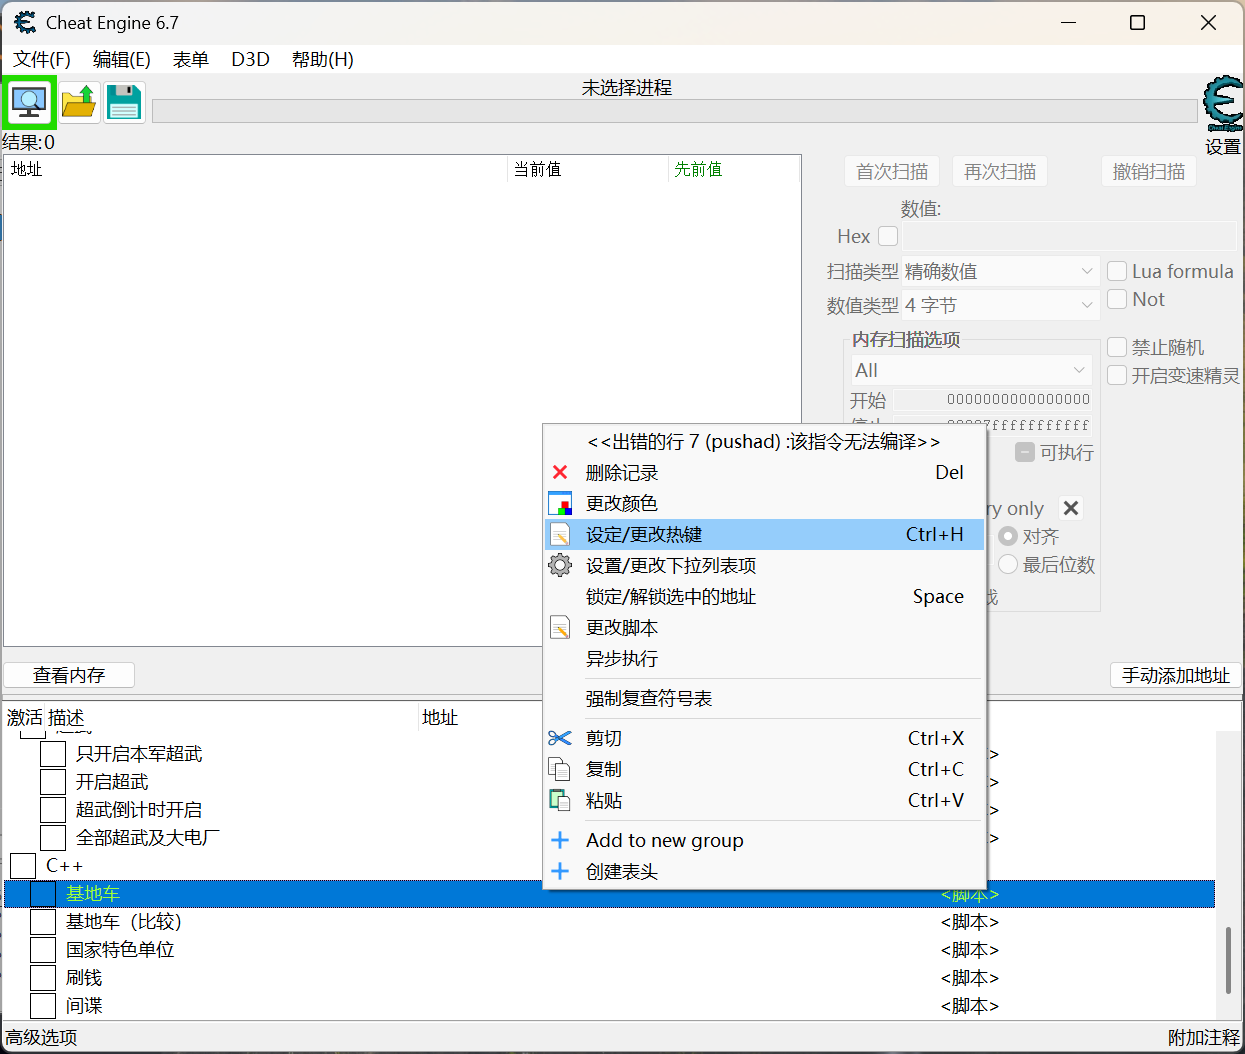 Cheat Engine 6.7
文件(F) 编辑(E) 表单 D3D 帮助(H)
未选择进程
Cheat Engine
设置
结果:0
地址 当前值 先前值
首次扫描 再次扫描 撤销扫描
数值:
Hex
扫描类型 精确数值 Lua formula
数值类型 4 字节 Not
内存扫描选项
All
禁止随机
开启变速精灵
开始 0000000000000000
可执行
ry only
对齐
最后位数
<<出错的行 7 (pushad) :该指令无法编译>>
删除记录 Del
更改颜色
设定/更改热键 Ctrl+H
设置/更改下拉列表项
锁定/解锁选中的地址 Space
更改脚本
异步执行
强制复查符号表
剪切 Ctrl+X
复制 Ctrl+C
粘贴 Ctrl+V
Add to new group
创建表头
查看内存 手动添加地址
激活 描述 地址
只开启本军超武 >
开启超武 >
超武倒计时开启 >
全部超武及大电厂 >
C++
基地车 <脚本>
基地车（比较） <脚本>
国家特色单位 <脚本>
刷钱 <脚本>
间谍 <脚本>
高级选项 附加注释